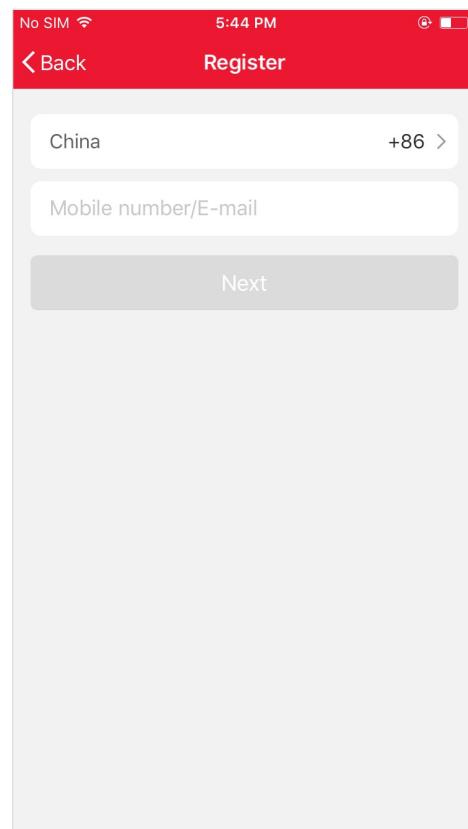 No SIM 5:44 PM
Back Register
China +86
Mobile number/E-mail
Next